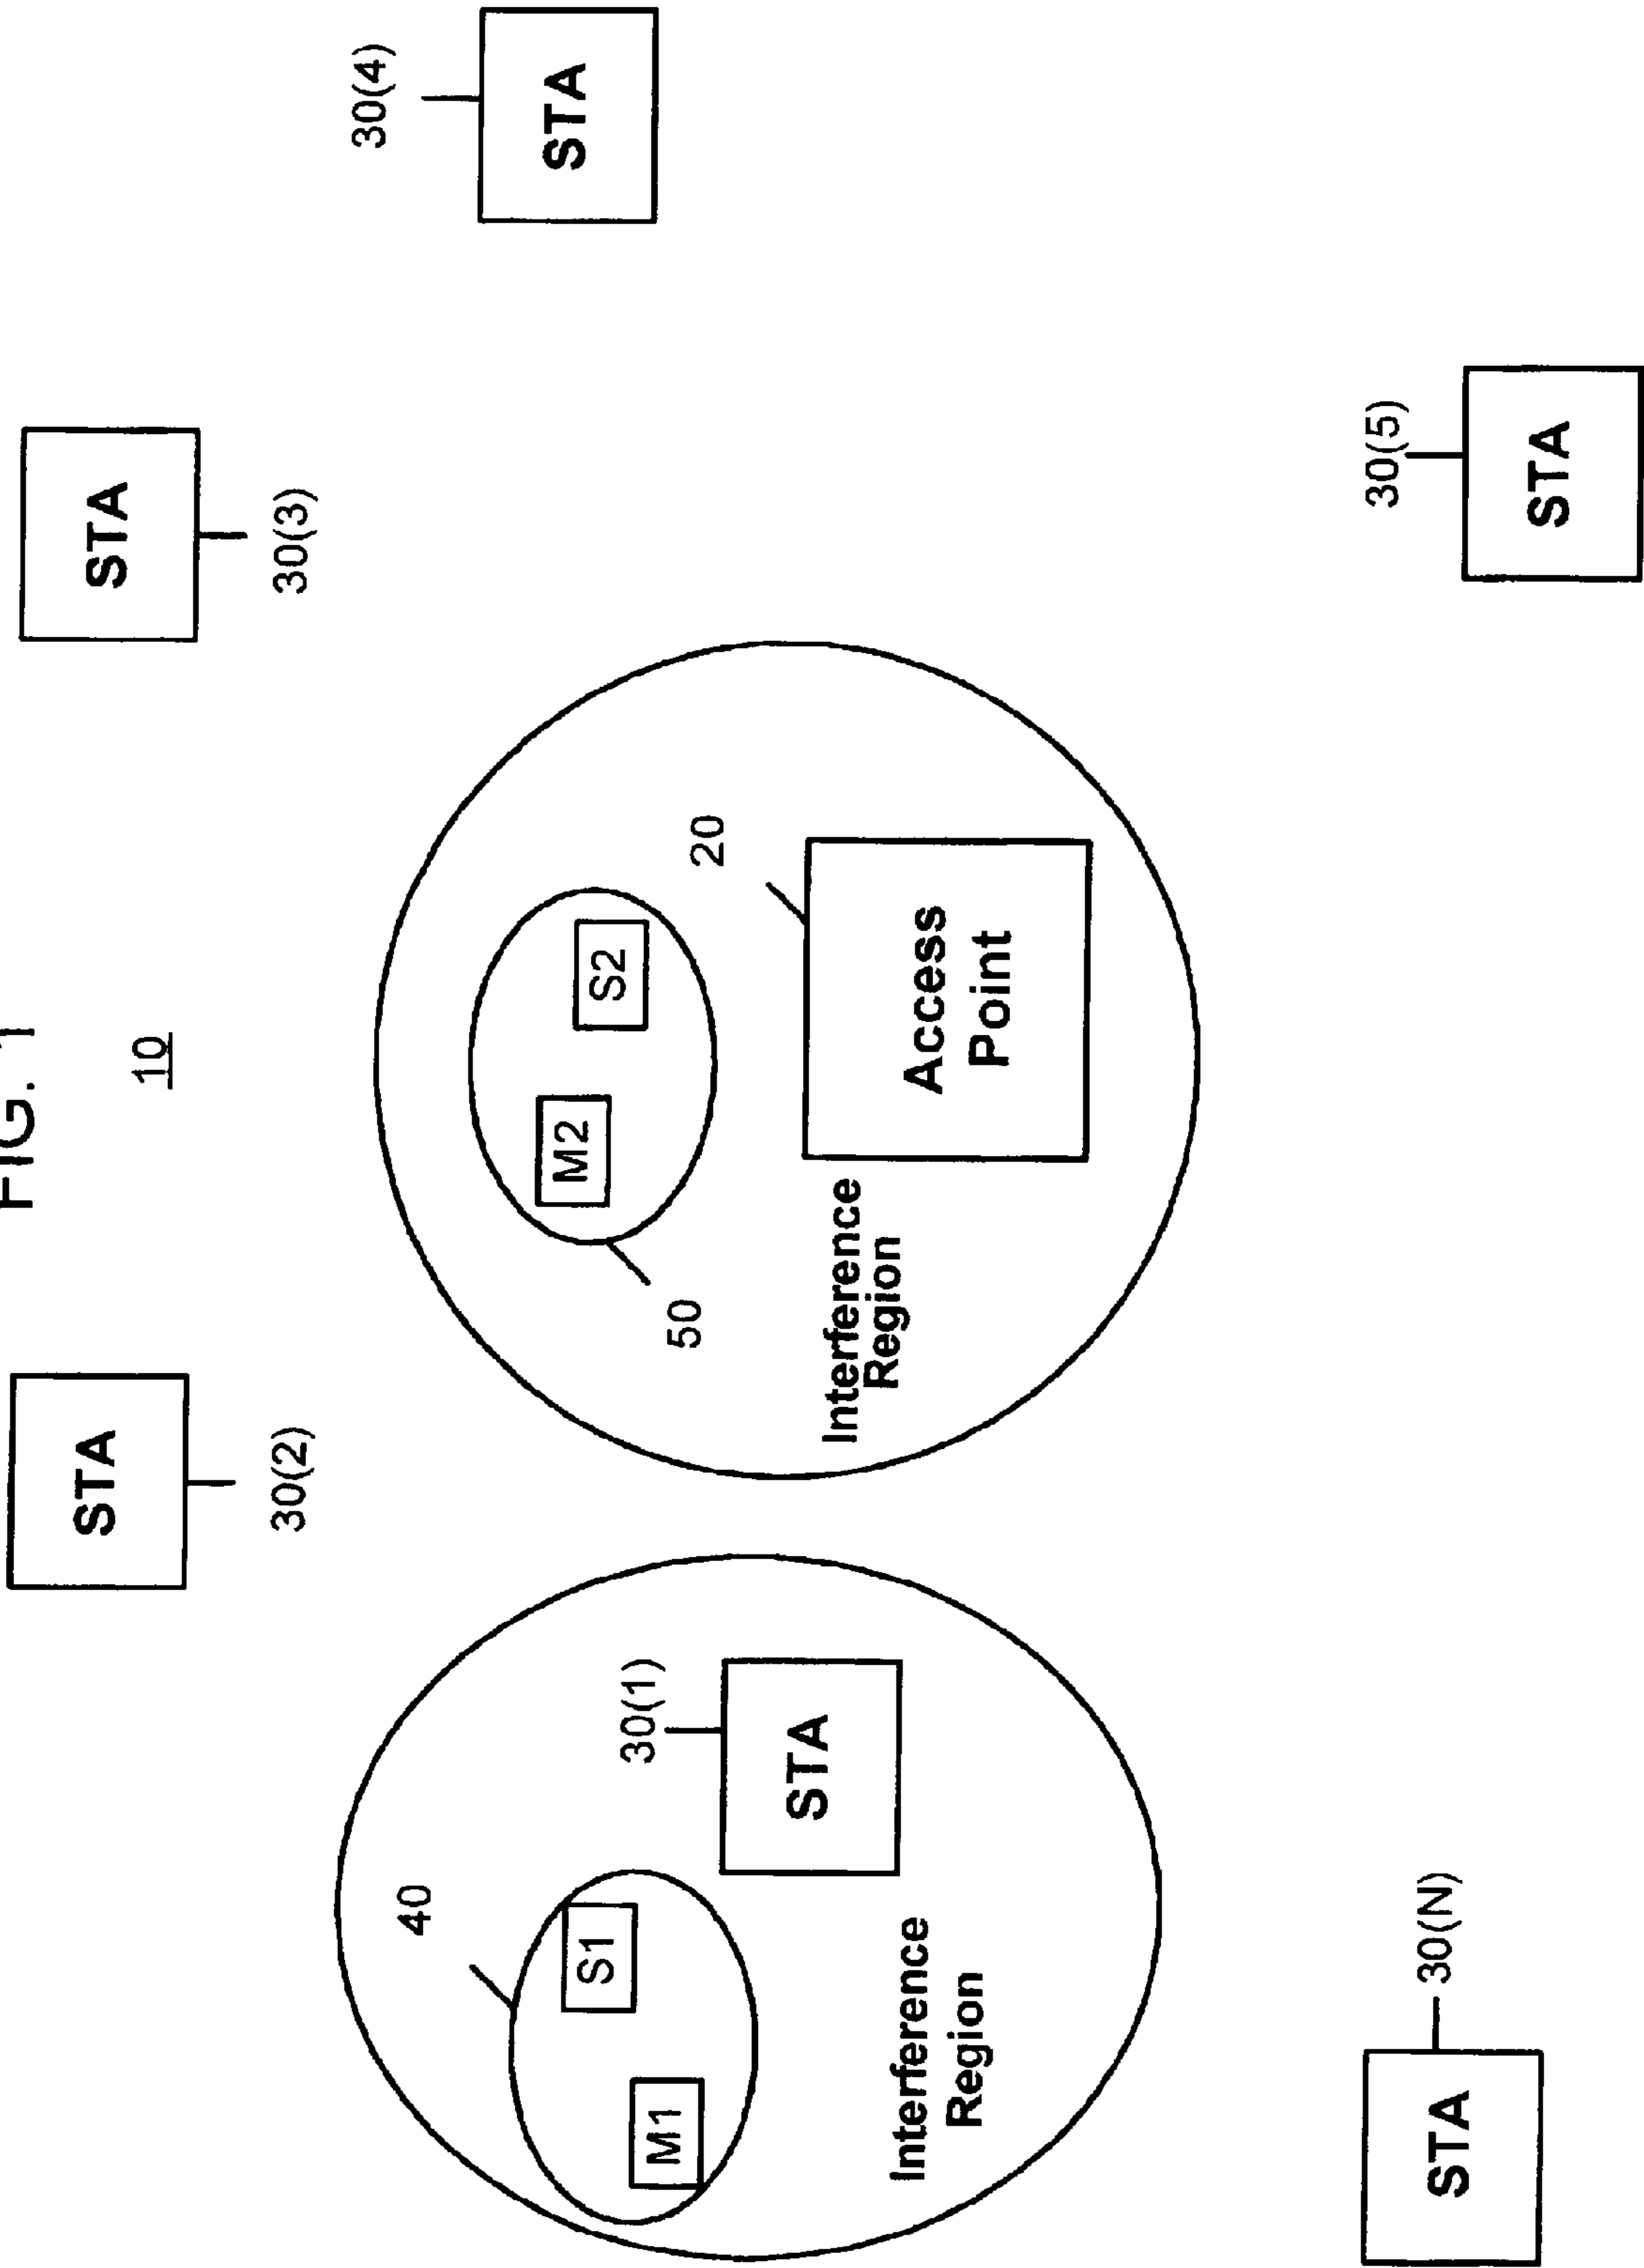 FIG. 1
10
STA
30(2)
STA
30(3)
30(4)
STA
40
S1
M1
30(1)
STA
Interference
Region
M2
S2
50
20
Access
Point
Interference
Region
STA
30(N)
30(5)
STA